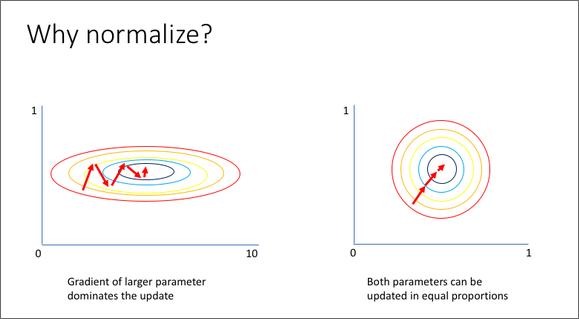 Why normalize?
1
0
10
Gradient of larger parameter
dominates the update
1
0
1
Both parameters can be
updated in equal proportions